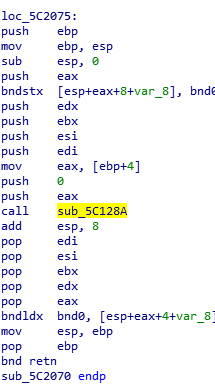 loc_5C2075:
push ebp
mov ebp, esp
sub esp, 0
push eax
bndstx [esp+eax+8+var_8], bnd0
push edx
push ebx
push esi
push edi
mov eax, [ebp+4]
push 0
push eax
call sub_5C128A
add esp, 8
pop edi
pop esi
pop ebx
pop edx
pop eax
bndldx bnd0, [esp+eax+4+var_8]
mov esp, ebp
pop ebp
bnd retn
sub_5C2070 endp